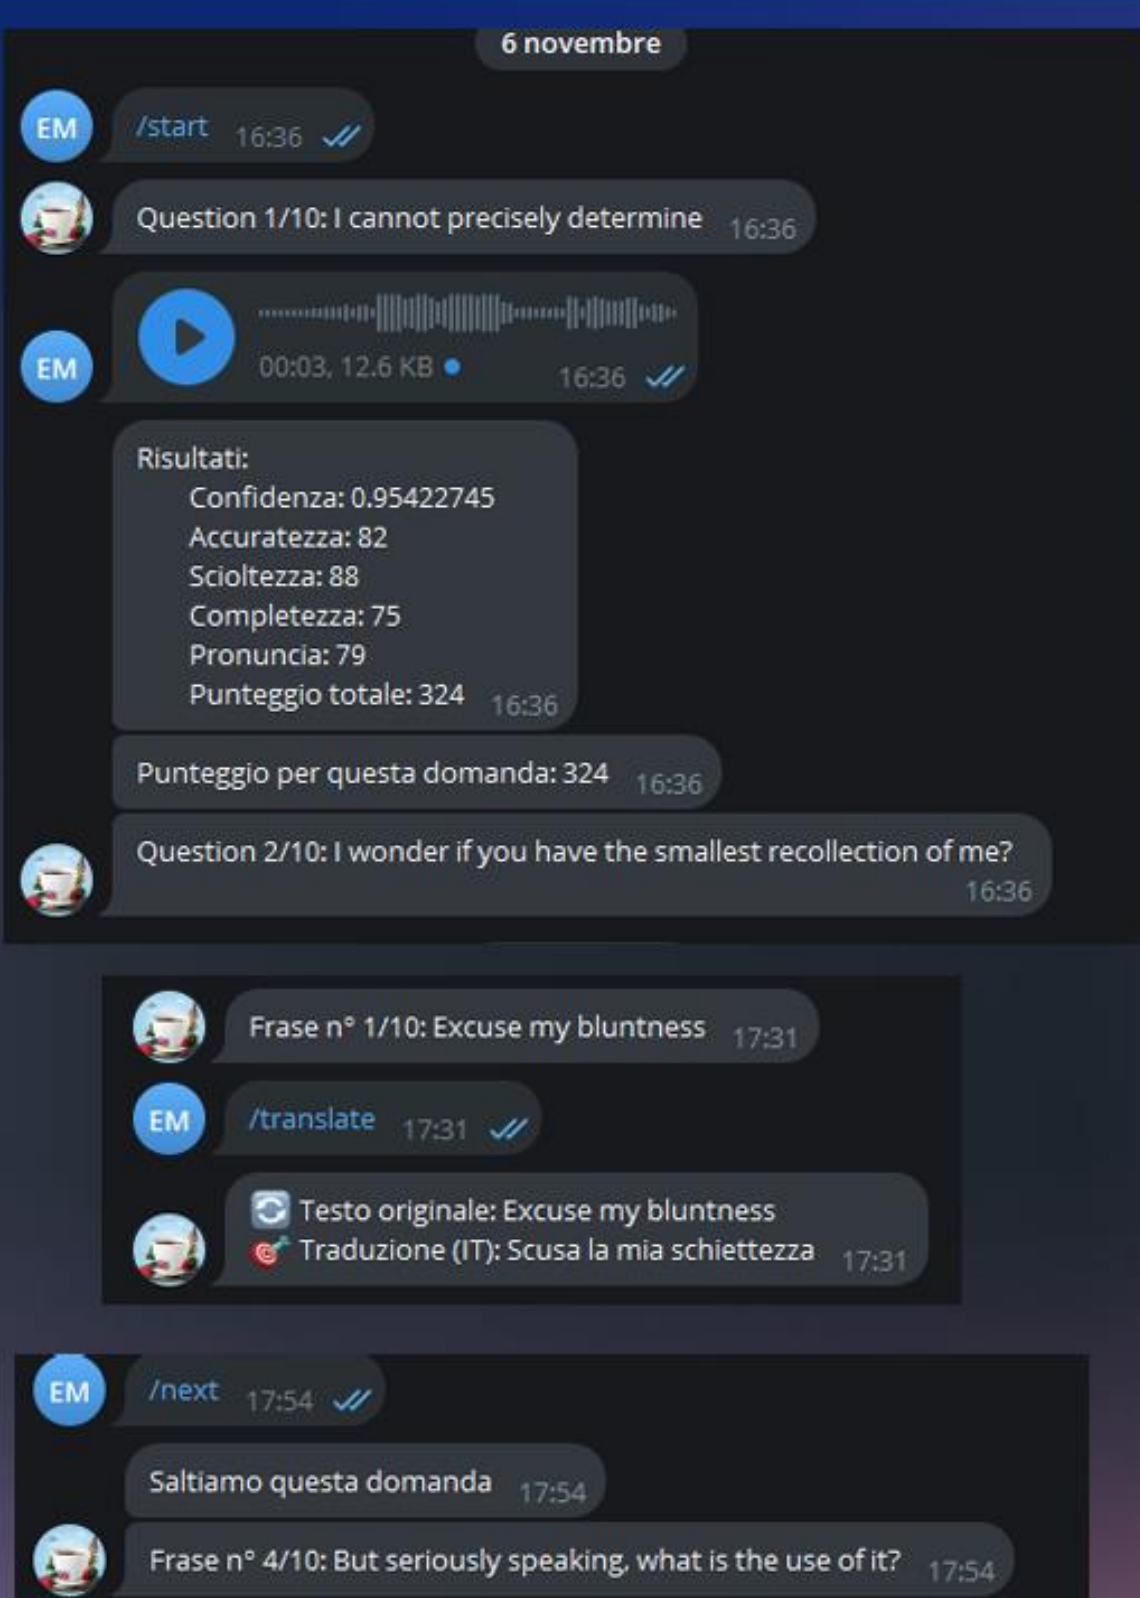 6 novembre
EM
/start 16:36
Question 1/10: I cannot precisely determine 16:36
EM
00:03, 12.6 KB 16:36
Risultati:
Confidenza: 0.95422745
Accuratezza: 82
Scioltezza: 88
Completezza: 75
Pronuncia: 79
Punteggio totale: 324 16:36
Punteggio per questa domanda: 324 16:36
Question 2/10: I wonder if you have the smallest recollection of me?
16:36
Frase n° 1/10: Excuse my bluntness 17:31
EM
/translate 17:31
Testo originale: Excuse my bluntness
Traduzione (IT): Scusa la mia schiettezza 17:31
EM
/next 17:54
Saltiamo questa domanda 17:54
Frase n° 4/10: But seriously speaking, what is the use of it? 17:54